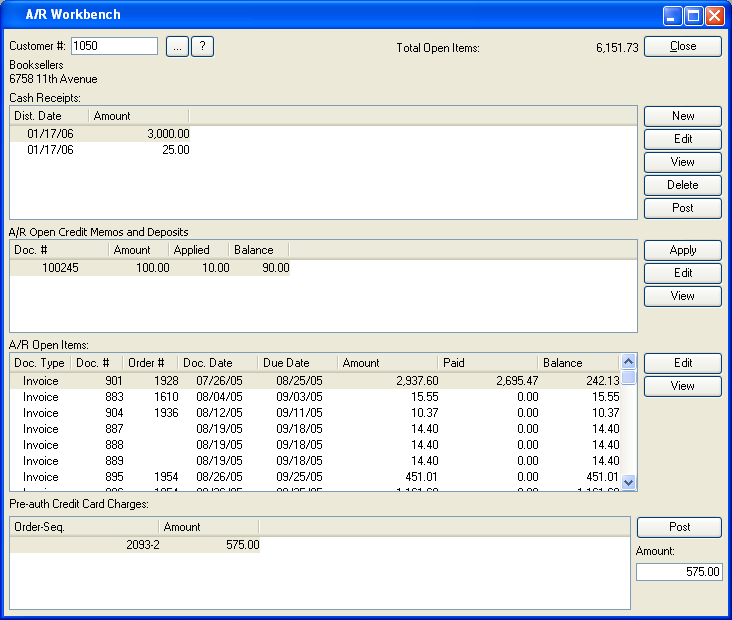 A/R Workbench
Customer #: 1050 ... ? Total Open Items: 6,151.73 Close
Booksellers
6758 11th Avenue
Cash Receipts:
Dist. Date Amount New
01/17/06 3,000.00 Edit
01/17/06 25.00 View
Delete
Post
A/R Open Credit Memos and Deposits
Doc. # Amount Applied Balance Apply
100245 100.00 10.00 90.00 Edit
View
A/R Open Items:
Doc. Type Doc. # Order # Doc. Date Due Date Amount Paid Balance Edit
Invoice 901 1928 07/26/05 08/25/05 2,937.60 2,695.47 242.13 View
Invoice 883 1610 08/04/05 09/03/05 15.55 0.00 15.55
Invoice 904 1936 08/12/05 09/11/05 10.37 0.00 10.37
Invoice 887 08/19/05 09/18/05 14.40 0.00 14.40
Invoice 888 08/19/05 09/18/05 14.40 0.00 14.40
Invoice 889 08/19/05 09/18/05 14.40 0.00 14.40
Invoice 895 1954 08/26/05 09/25/05 451.01 0.00 451.01
Pre-auth Credit Card Charges:
Order-Seq. Amount Post
2093-2 575.00
Amount:
575.00